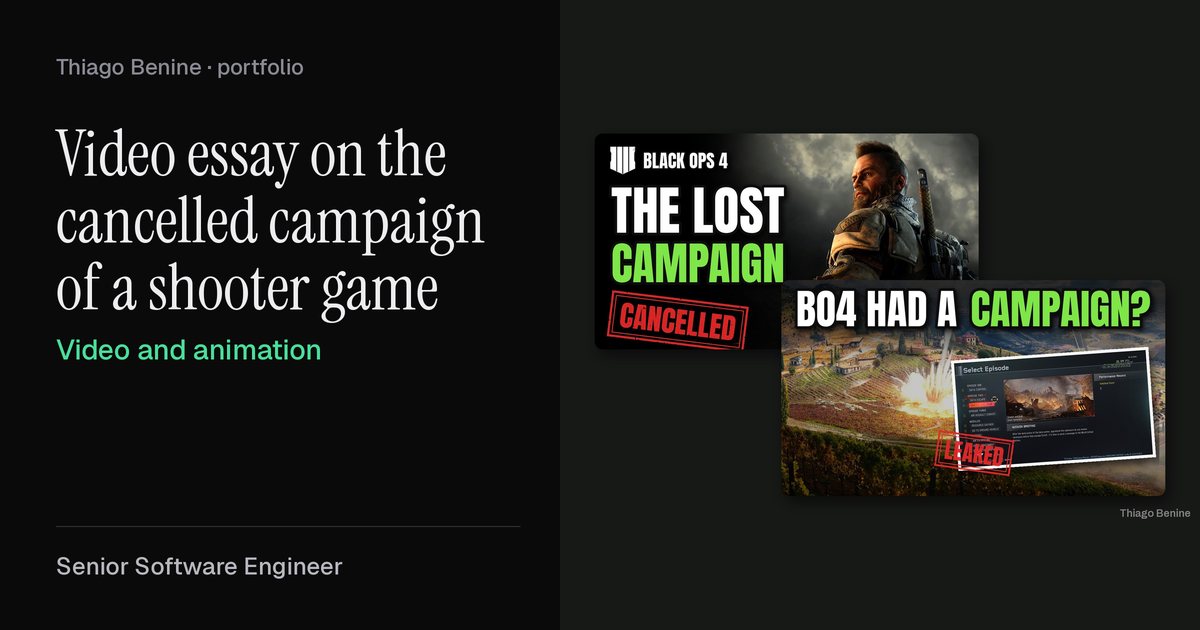 Thiago Benine · portfolio
Video essay on the
cancelled campaign
of a shooter game
Video and animation
Senior Software Engineer
BLACK OPS 4
THE LOST
CAMPAIGN
CANCELLED
BO4 HAD A CAMPAIGN?
Select Episode
LEAKED
Thiago Benine